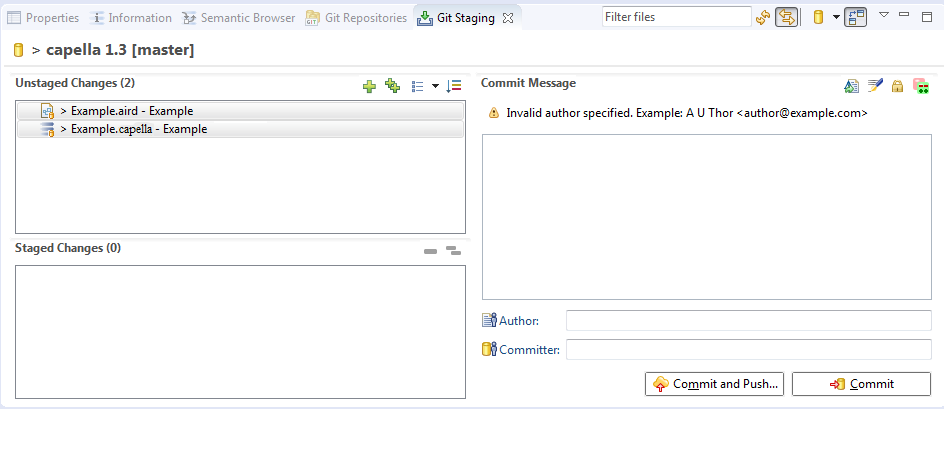 Properties Information Semantic Browser Git Repositories Git Staging Filter files
> capella 1.3 [master]
Unstaged Changes (2)
> Example.aird - Example
> Example.capella - Example
Staged Changes (0)
Commit Message
Invalid author specified. Example: A U Thor <author@example.com>
Author:
Committer:
Commit and Push... Commit